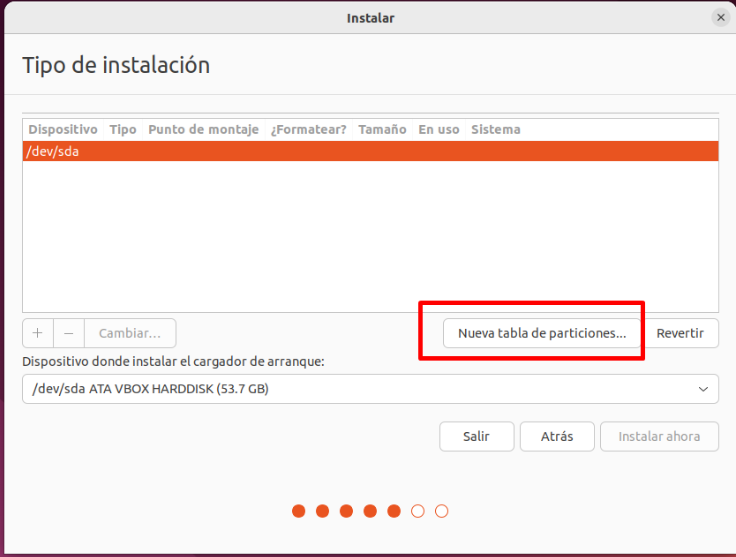 Instalar
Tipo de instalación
Dispositivo Tipo Punto de montaje ¿Formatear? Tamaño En uso Sistema
/dev/sda
+ − Cambiar... Nueva tabla de particiones... Revertir
Dispositivo donde instalar el cargador de arranque:
/dev/sda ATA VBOX HARDDISK (53.7 GB)
Salir Atrás Instalar ahora